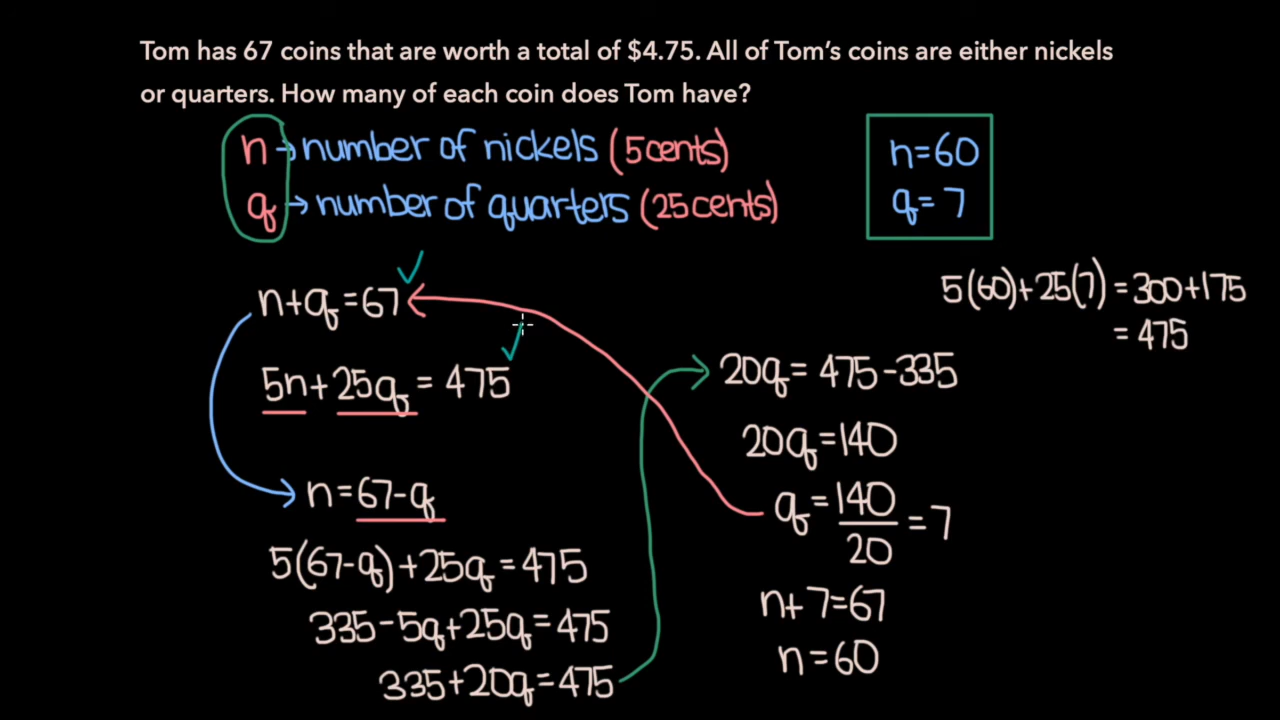 Tom has 67 coins that are worth a total of $4.75. All of Tom's coins are either nickels
or quarters. How many of each coin does Tom have?
n → number of nickels (5 cents)
q → number of quarters (25 cents)
n=60
q=7
n+q=67
5n+25q=475
n=67-q
5(67-q)+25q=475
335-5q+25q=475
335+20q=475
20q=475-335
20q=140
q=140/20=7
n+7=67
n=60
5(60)+25(7)=300+175
=475